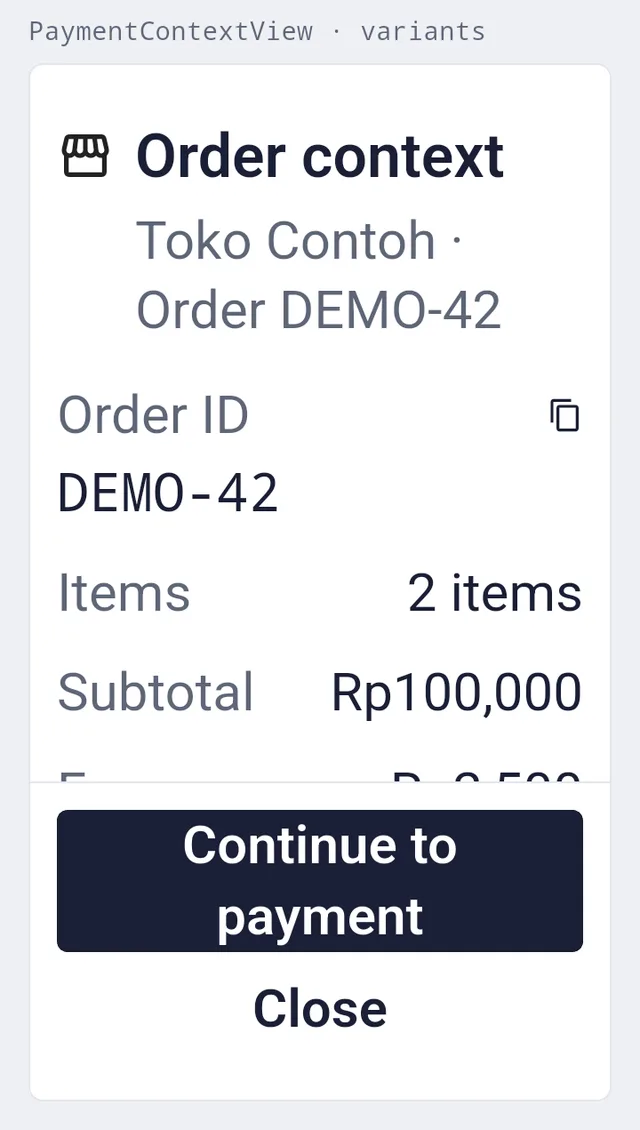 PaymentContextView · variants
Order context
Toko Contoh ·
Order DEMO-42
Order ID
DEMO-42
Items 2 items
Subtotal Rp100,000
Continue to
payment
Close